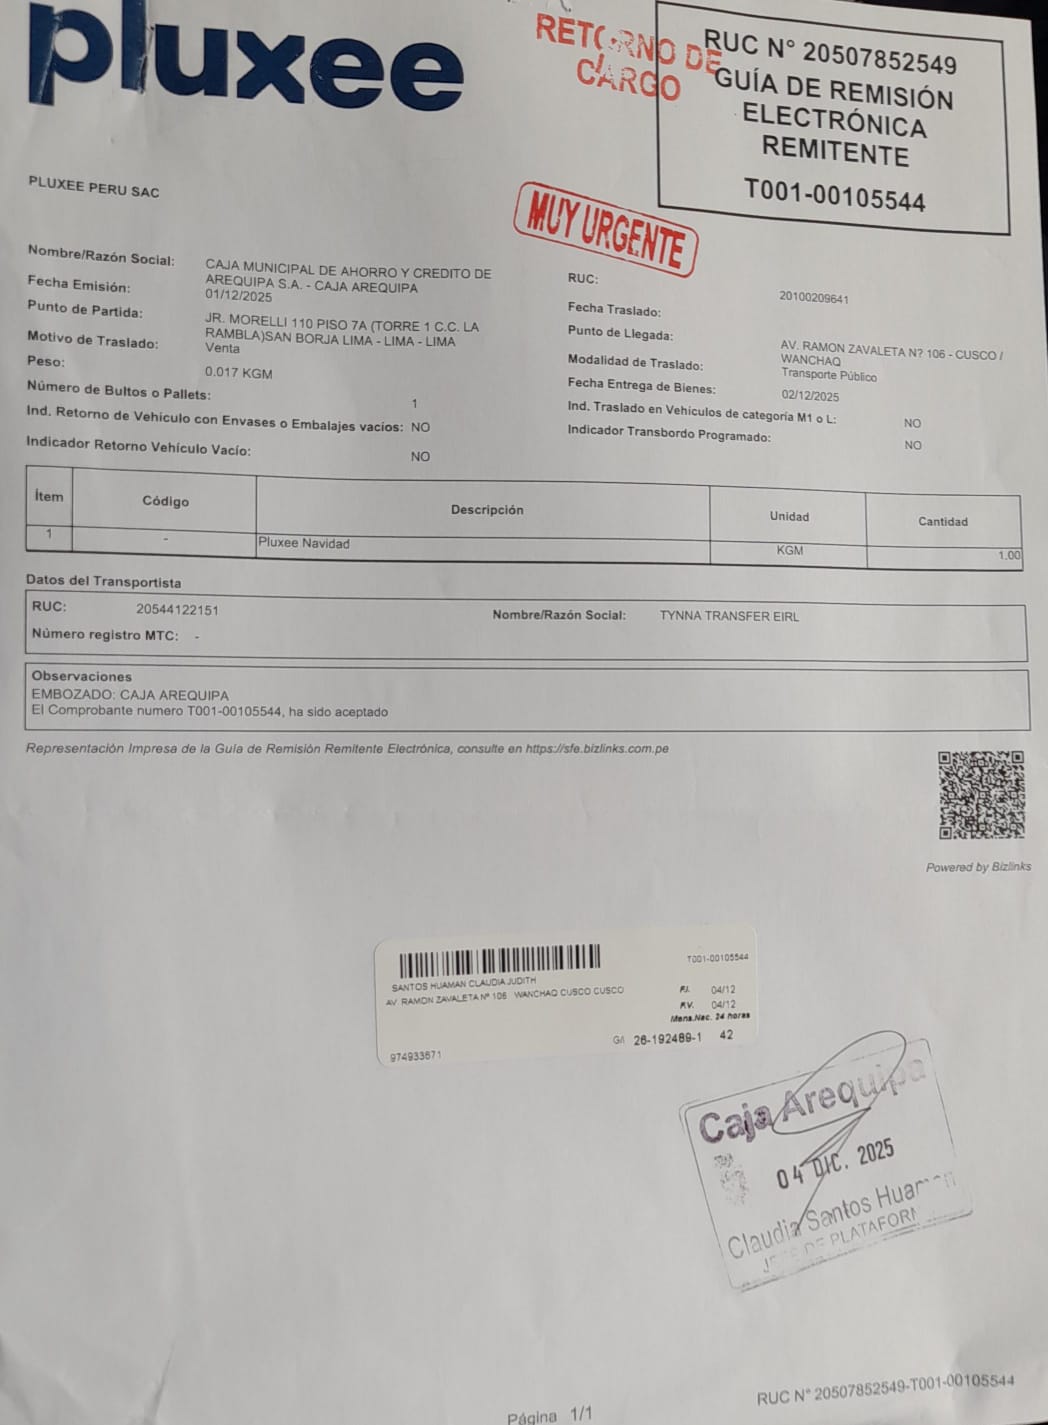 pluxee
RETORNO DE
CARGO
RUC N° 20507852549
GUÍA DE REMISIÓN
ELECTRÓNICA
REMITENTE
T001-00105544
PLUXEE PERU SAC
MUY URGENTE
Nombre/Razón Social: CAJA MUNICIPAL DE AHORRO Y CREDITO DE
AREQUIPA S.A. - CAJA AREQUIPA
Fecha Emisión: 01/12/2025
Punto de Partida: JR. MORELLI 110 PISO 7A (TORRE 1 C.C. LA
RAMBLA)SAN BORJA LIMA - LIMA - LIMA
Motivo de Traslado: Venta
Peso: 0.017 KGM
Número de Bultos o Pallets: 1
Ind. Retorno de Vehículo con Envases o Embalajes vacíos: NO
Indicador Retorno Vehículo Vacío: NO
RUC: 20100209641
Fecha Traslado:
Punto de Llegada: AV. RAMON ZAVALETA N? 106 - CUSCO /
WANCHAQ
Modalidad de Traslado: Transporte Público
Fecha Entrega de Bienes: 02/12/2025
Ind. Traslado en Vehículos de categoría M1 o L: NO
Indicador Transbordo Programado: NO
Ítem Código Descripción Unidad Cantidad
1 - Pluxee Navidad KGM 1.00
Datos del Transportista
RUC: 20544122151 Nombre/Razón Social: TYNNA TRANSFER EIRL
Número registro MTC: -
Observaciones
EMBOZADO: CAJA AREQUIPA
El Comprobante numero T001-00105544, ha sido aceptado
Representación Impresa de la Guía de Remisión Remitente Electrónica, consulte en https://sfe.bizlinks.com.pe
Powered by Bizlinks
T001-00105544
SANTOS HUAMAN CLAUDIA JUDITH
AV. RAMON ZAVALETA Nº 106 WANCHAQ CUSCO CUSCO
04/12
04/12
Mens.Nac. 24 horas
26-192489-1 42
974933671
Caja Arequipa
04 DIC. 2025
Claudia Santos Huaman
DE PLATAFORM
RUC N° 20507852549-T001-00105544
Página 1/1